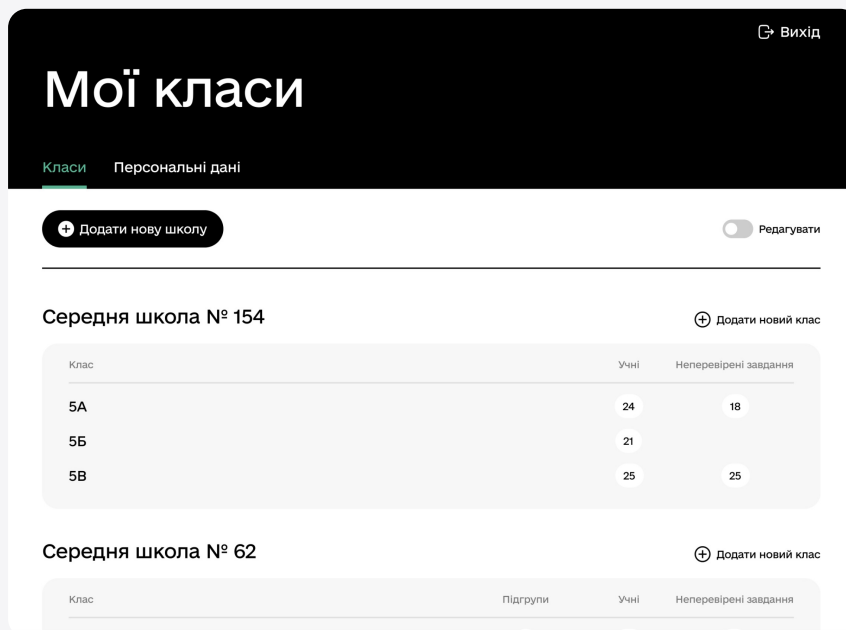 Вихід
Мої класи
Класи Персональні дані
Додати нову школу Редагувати
Середня школа № 154 Додати новий клас
Клас Учні Неперевірені завдання
5А 24 18
5Б 21
5В 25 25
Середня школа № 62 Додати новий клас
Клас Підгрупи Учні Неперевірені завдання